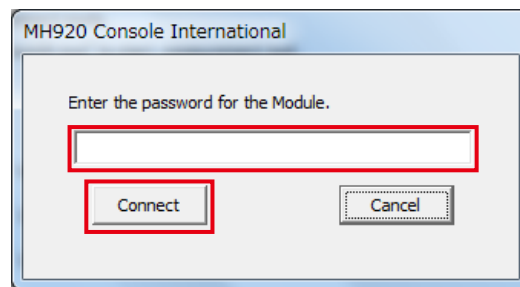 MH920 Console International
Enter the password for the Module.
Connect Cancel